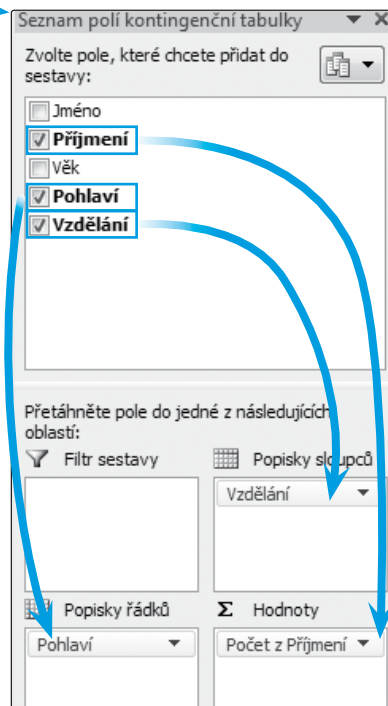 Seznam polí kontingenční tabulky
Zvolte pole, které chcete přidat do
sestavy:
Jméno
Příjmení
Věk
Pohlaví
Vzdělání
Přetáhněte pole do jedné z následujících
oblastí:
Filtr sestavy
Popisky sloupců
Vzdělání
Popisky řádků
Σ Hodnoty
Pohlaví
Počet z Příjmení